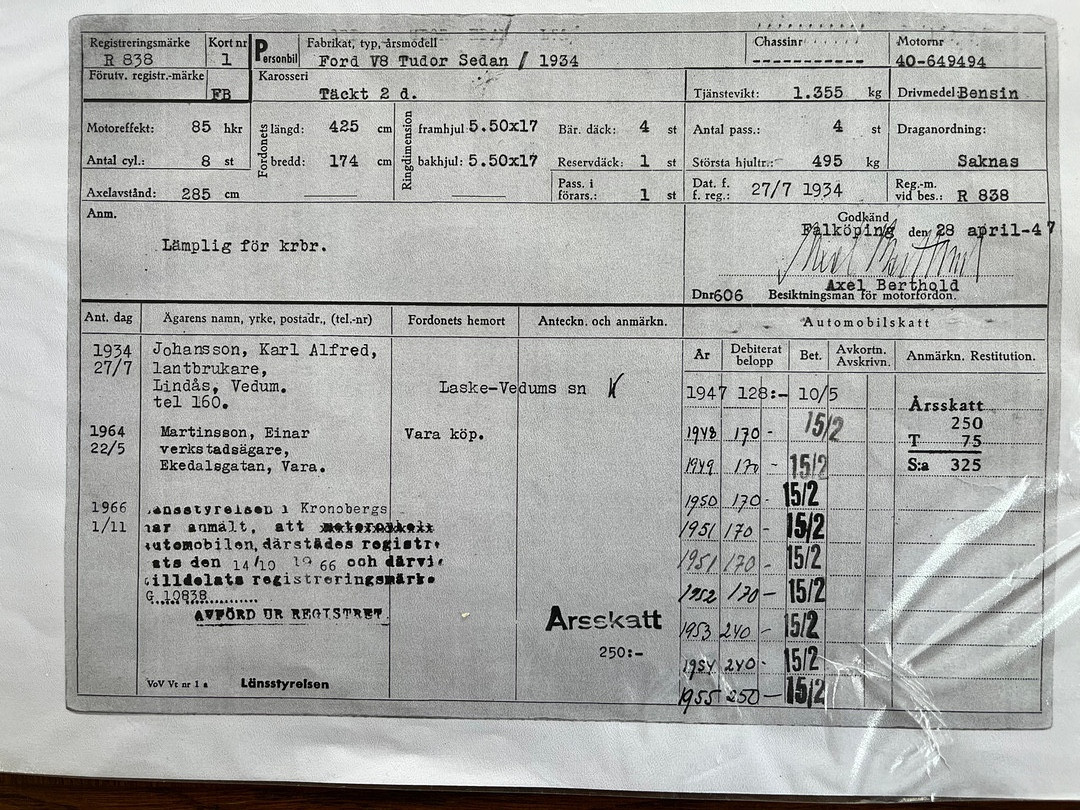 Registreringsmärke
R 838
Kort nr
1
Personbil
Fabrikat, typ, årsmodell
Ford V8 Tudor Sedan / 1934
Chassinr
-----------
Motornr
40-649494
Förutv. registr.-märke
FB
Karosseri
Täckt 2 d.
Tjänstevikt: 1.355 kg
Drivmedel: Bensin
Motoreffekt: 85 hkr
Fordonets
längd: 425 cm
Ringdimension
framhjul 5.50x17
Bär. däck: 4 st
Antal pass.: 4 st
Draganordning:
Saknas
Antal cyl.: 8 st
bredd: 174 cm
bakhjul: 5.50x17
Reservdäck: 1 st
Största hjultr.: 495 kg
Axelavstånd: 285 cm
Pass. i
förars.: 1 st
Dat. f.
f. reg.: 27/7 1934
Reg.-m.
vid bes.: R 838
Anm.
Lämplig för krbr.
Godkänd
Falköping den 28 april-47
Axel Berthold
Dnr 606 Besiktningsman för motorfordon.
Ant. dag
Ägarens namn, yrke, postadr., (tel.-nr)
Fordonets hemort
Anteckn. och anmärkn.
Automobilskatt
År
Debiterat
belopp
Bet.
Avkortn.
Avskrivn.
Anmärkn. Restitution.
1934
27/7
Johansson, Karl Alfred,
lantbrukare,
Lindås, Vedum.
tel 160.
Laske-Vedums sn
1964
22/5
Martinsson, Einar
verkstadsägare,
Ekedalsgatan, Vara.
Vara köp.
1966
1/11
Länsstyrelsen i Kronobergs
har anmält, att
automobilen, därstädes registr-
ats den 14/10 1966 och därvi-
tilldelats registreringsmärke
G 10838
AVFÖRD UR REGISTRET
VoV Vt nr 1 a Länsstyrelsen
Årsskatt
250:-
1947 128:- 10/5
1948 170- 15/2
1949 170- 15/2
1950 170- 15/2
1951 170- 15/2
1951 170- 15/2
1952 170- 15/2
1953 240- 15/2
1954 240- 15/2
1955 250- 15/2
Årsskatt
250
T 75
S:a 325